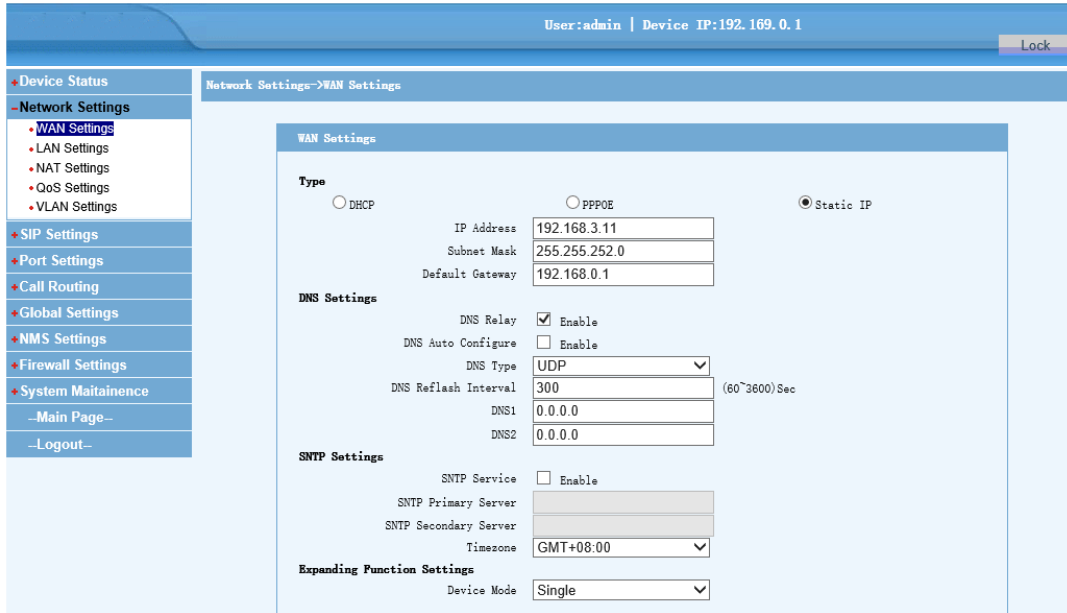 User:admin | Device IP:192.169.0.1
Lock
+Device Status
Network Settings->WAN Settings
-Network Settings
WAN Settings
LAN Settings
NAT Settings
QoS Settings
VLAN Settings
+SIP Settings
+Port Settings
+Call Routing
+Global Settings
+NMS Settings
+Firewall Settings
+System Maitainence
--Main Page--
--Logout--
WAN Settings
Type
DHCP PPPOE Static IP
IP Address 192.168.3.11
Subnet Mask 255.255.252.0
Default Gateway 192.168.0.1
DNS Settings
DNS Relay Enable
DNS Auto Configure Enable
DNS Type UDP
DNS Reflash Interval 300 (60~3600)Sec
DNS1 0.0.0.0
DNS2 0.0.0.0
SNTP Settings
SNTP Service Enable
SNTP Primary Server
SNTP Secondary Server
Timezone GMT+08:00
Expanding Function Settings
Device Mode Single